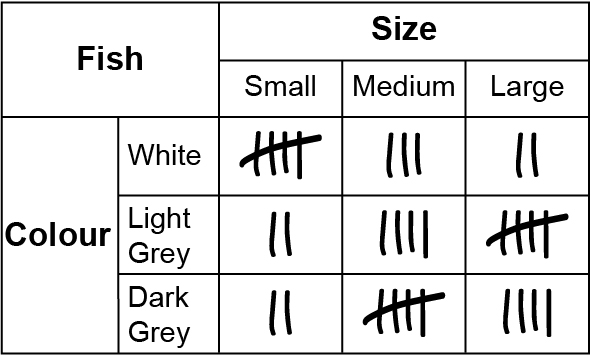 Fish
Size
Small Medium Large
Colour
White
Light
Grey
Dark
Grey